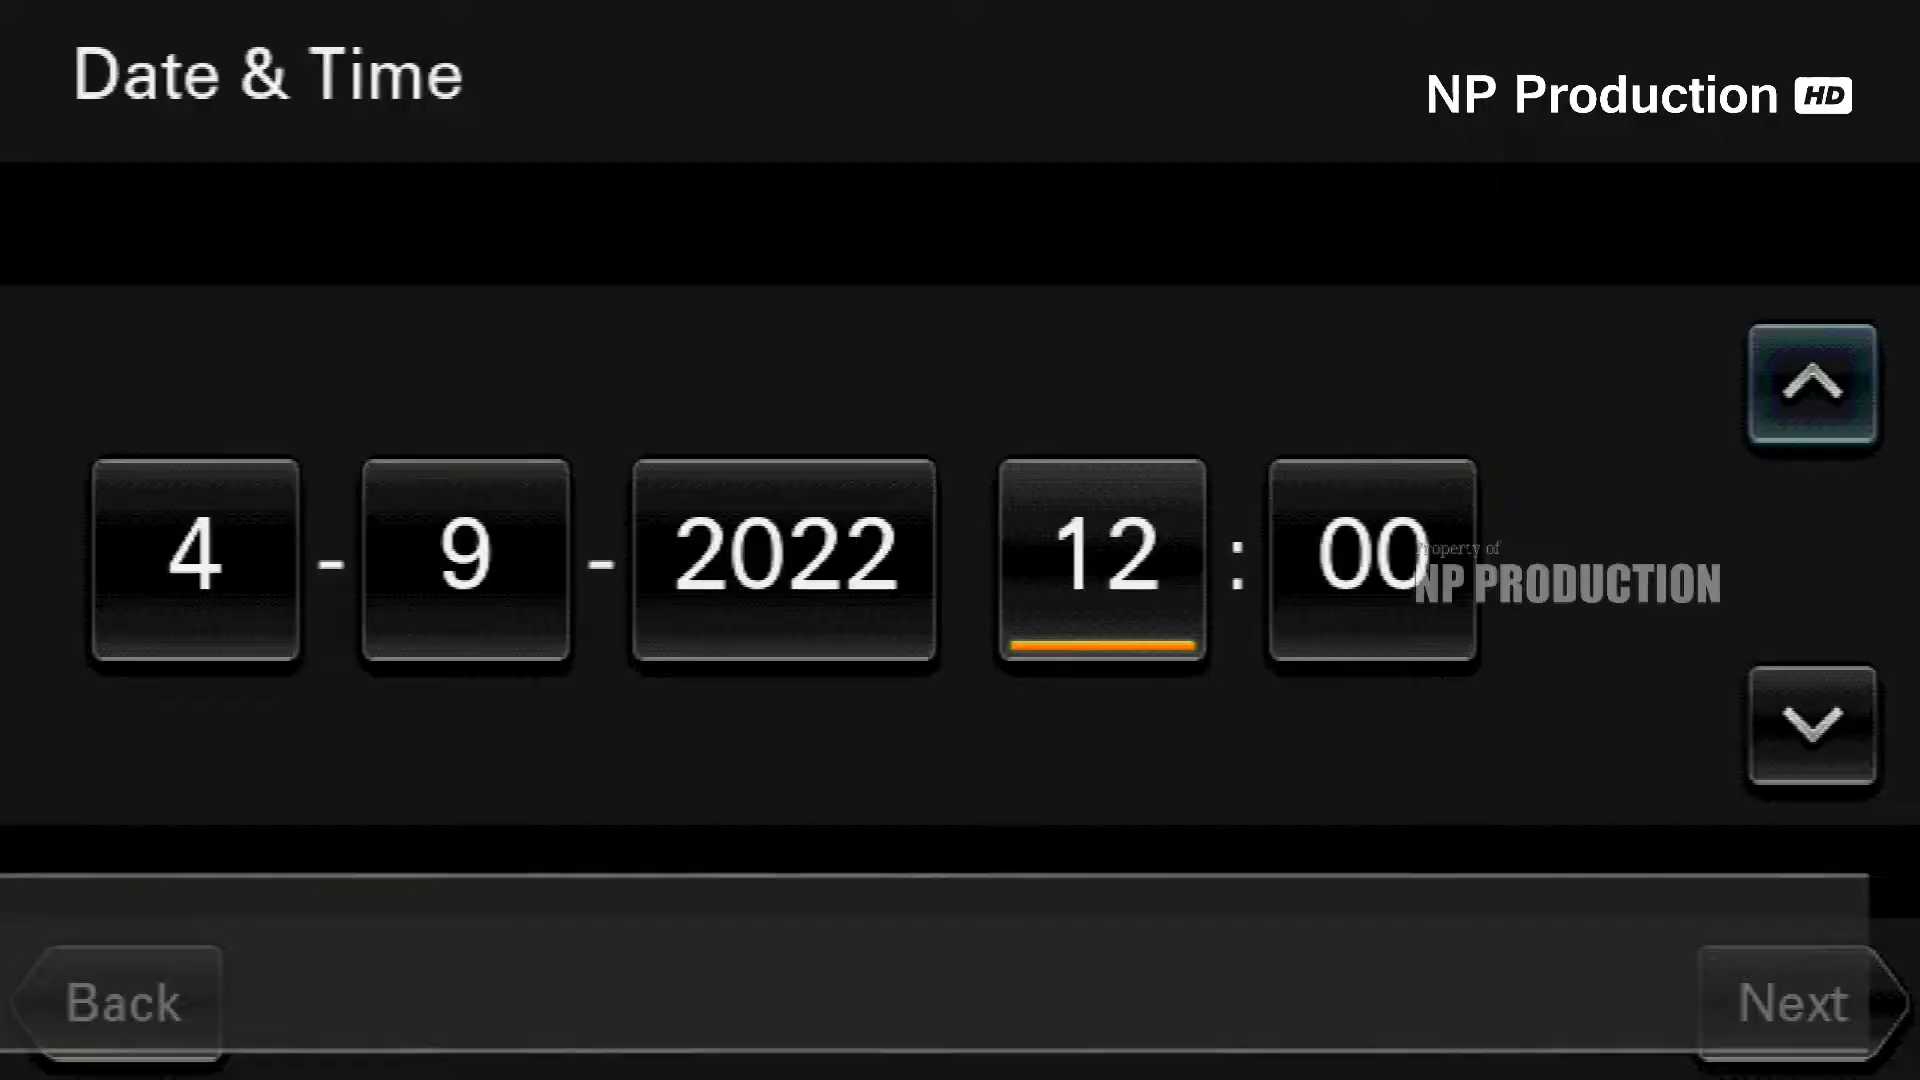 Date & Time
NP Production HD
4 - 9 - 2022 12 : 00
Property of
NP PRODUCTION
Back
Next